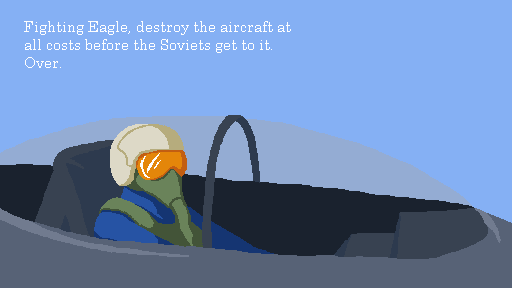 Fighting Eagle, destroy the aircraft at
all costs before the Soviets get to it.
Over.